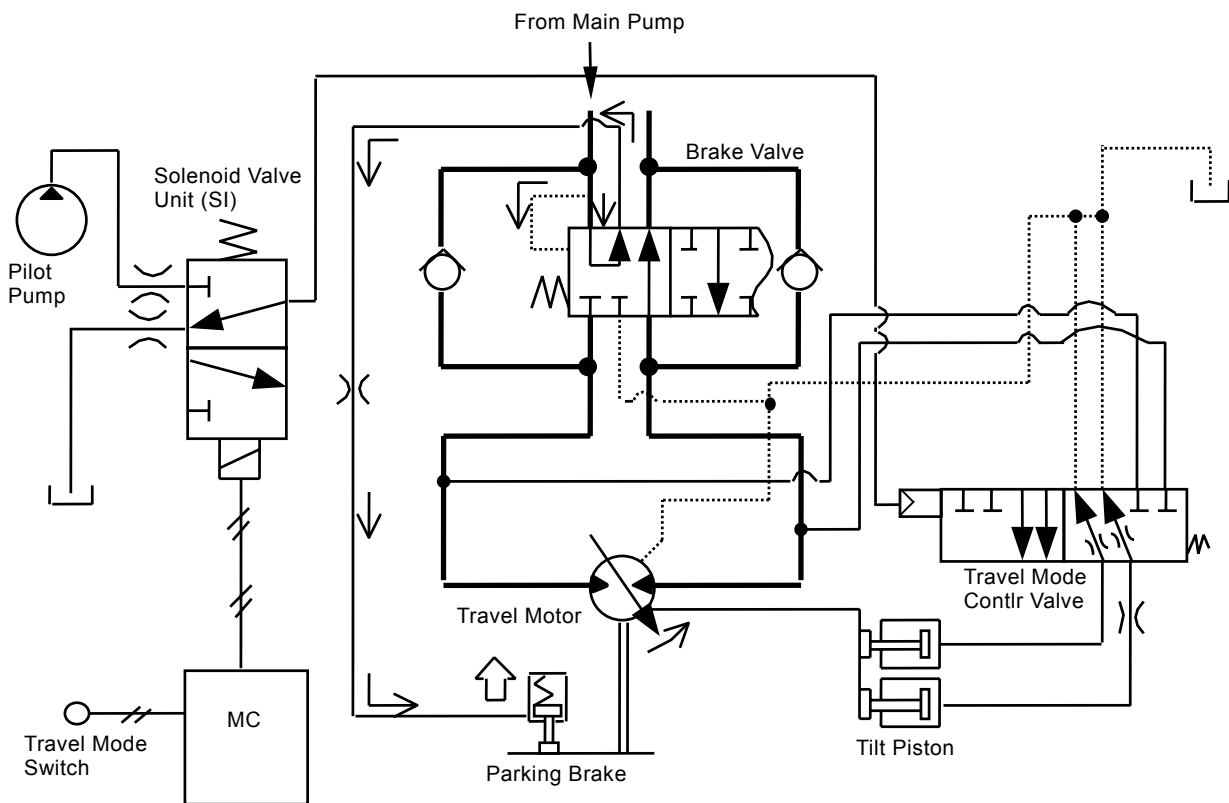 From Main Pump
Brake Valve
Solenoid Valve
Unit (SI)
Pilot
Pump
Travel Mode
Contlr Valve
Travel Motor
MC
Travel Mode
Switch
Parking Brake
Tilt Piston